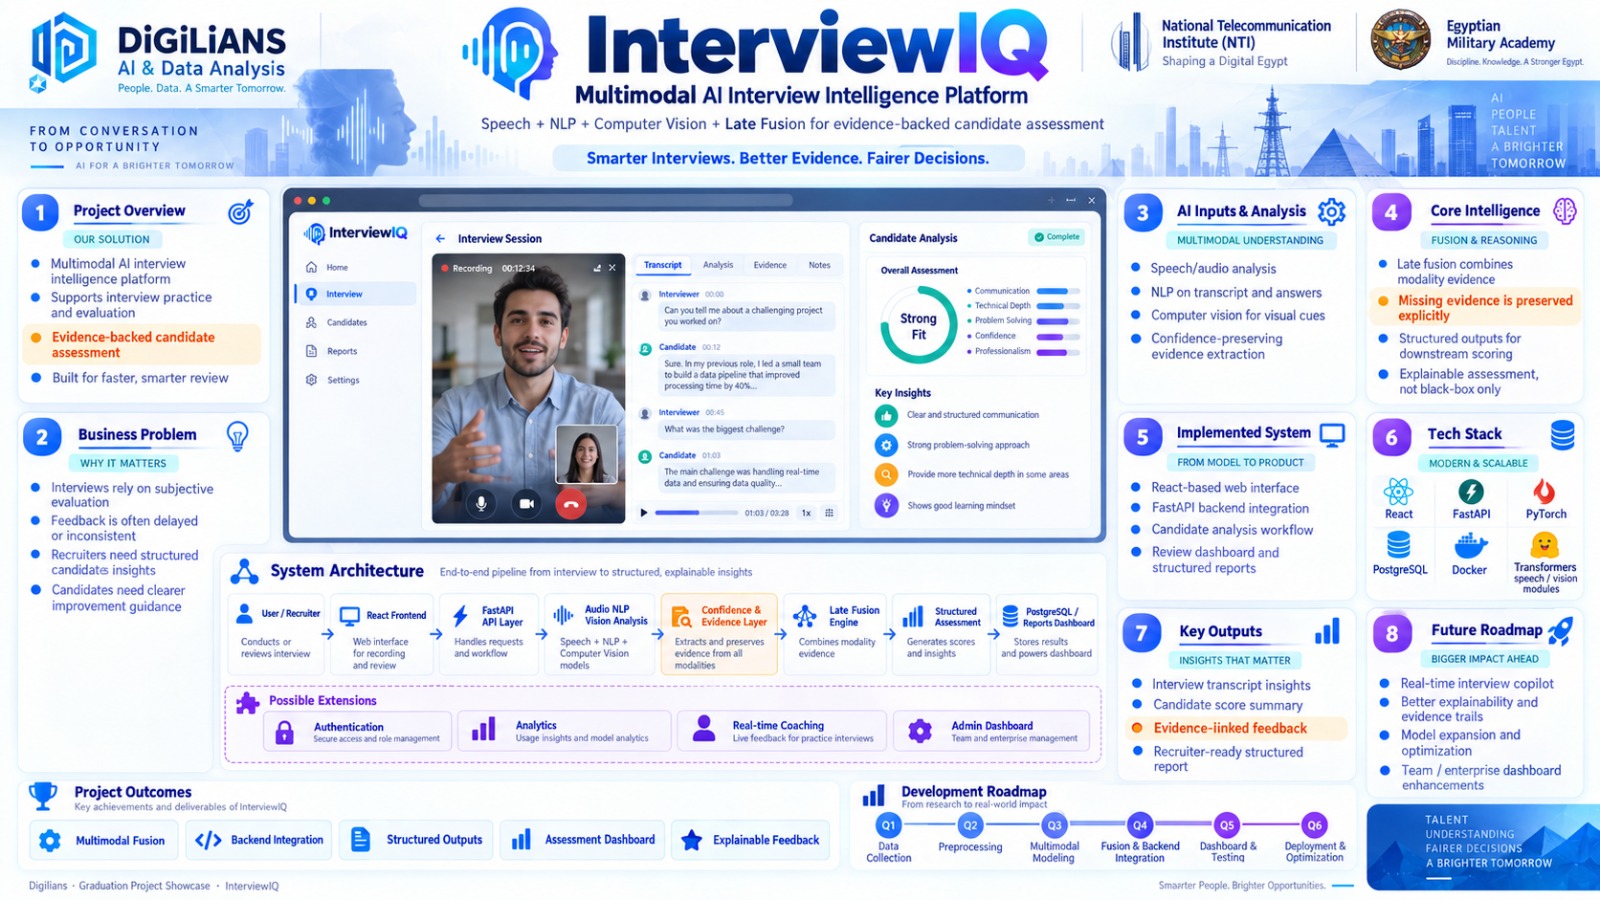 DiGiLiANS
AI & Data Analysis
People. Data. A Smarter Tomorrow.
FROM CONVERSATION
TO OPPORTUNITY
AI FOR A BRIGHTER TOMORROW
InterviewIQ
Multimodal AI Interview Intelligence Platform
Speech + NLP + Computer Vision + Late Fusion for evidence-backed candidate assessment
Smarter Interviews. Better Evidence. Fairer Decisions.
National Telecommunication
Institute (NTI)
Shaping a Digital Egypt
Egyptian
Military Academy
Discipline. Knowledge. A Stronger Egypt.
AI
PEOPLE
TALENT
A BRIGHTER
TOMORROW
1
Project Overview
OUR SOLUTION
Multimodal AI interview
intelligence platform
Supports interview practice
and evaluation
Evidence-backed candidate
assessment
Built for faster, smarter review
2
Business Problem
WHY IT MATTERS
Interviews rely on subjective
evaluation
Feedback is often delayed
or inconsistent
Recruiters need structured
candidates insights
Candidates need clearer
improvement guidance
InterviewIQ
Home
Interview
Candidates
Reports
Settings
Interview Session
Recording 00:12:34
Transcript Analysis Evidence Notes
Interviewer 00:08
Can you tell me about a challenging project
you worked on?
Candidate 00:12
Sure. In my previous role, I led a small team
to build a data pipeline that improved
processing time by 40%...
Interviewer 00:45
What was the biggest challenge?
Candidate 01:03
The main challenge was handling real-time
data and ensuring data quality...
01:03 / 03:28 1x
Candidate Analysis
Complete
Overall Assessment
Strong
Fit
Communication
Technical Depth
Problem Solving
Confidence
Professionalism
Key Insights
Clear and structured communication
Strong problem-solving approach
Provide more technical depth in some areas
Shows good learning mindset
3
AI Inputs & Analysis
MULTIMODAL UNDERSTANDING
Speech/audio analysis
NLP on transcript and answers
Computer vision for visual cues
Confidence-preserving
evidence extraction
4
Core Intelligence
FUSION & REASONING
Late fusion combines
modality evidence
Missing evidence is preserved
explicitly
Structured outputs for
downstream scoring
Explainable assessment,
not black-box only
5
Implemented System
FROM MODEL TO PRODUCT
React-based web interface
FastAPI backend integration
Candidate analysis workflow
Review dashboard and
structured reports
6
Tech Stack
MODERN & SCALABLE
React
FastAPI
PyTorch
PostgreSQL
Docker
Transformers
speech / vision
modules
System Architecture
End-to-end pipeline from interview to structured, explainable insights
User / Recruiter
Conducts or
reviews interview
React Frontend
Web interface
for recording
and review
FastAPI
API Layer
Handles requests
and workflow
Audio NLP
Vision Analysis
Speech + NLP +
Computer Vision
models
Confidence &
Evidence Layer
Extracts and preserves
evidence from all
modalities
Late Fusion
Engine
Combines modality
evidence
Structured
Assessment
Generates scores
and insights
PostgreSQL /
Reports Dashboard
Stores results
and powers dashboard
Possible Extensions
Authentication
Secure access and role management
Analytics
Usage insights and model analytics
Real-time Coaching
Live feedback for practice interviews
Admin Dashboard
Team and enterprise management
7
Key Outputs
INSIGHTS THAT MATTER
Interview transcript insights
Candidate score summary
Evidence-linked feedback
Recruiter-ready structured
report
8
Future Roadmap
BIGGER IMPACT AHEAD
Real-time interview copilot
Better explainability and
evidence trails
Model expansion and
optimization
Team / enterprise dashboard
enhancements
Project Outcomes
Key achievements and deliverables of InterviewIQ
Multimodal Fusion
Backend Integration
Structured Outputs
Assessment Dashboard
Explainable Feedback
Development Roadmap
From research to real-world impact
Q1
Q2
Q3
Q4
Q5
Q6
Data
Collection
Preprocessing
Multimodal
Modeling
Fusion & Backend
Integration
Dashboard &
Testing
Deployment &
Optimization
TALENT
UNDERSTANDING
FAIRER DECISIONS
A BRIGHTER TOMORROW
Digilians · Graduation Project Showcase · InterviewIQ
Smarter People. Brighter Opportunities.